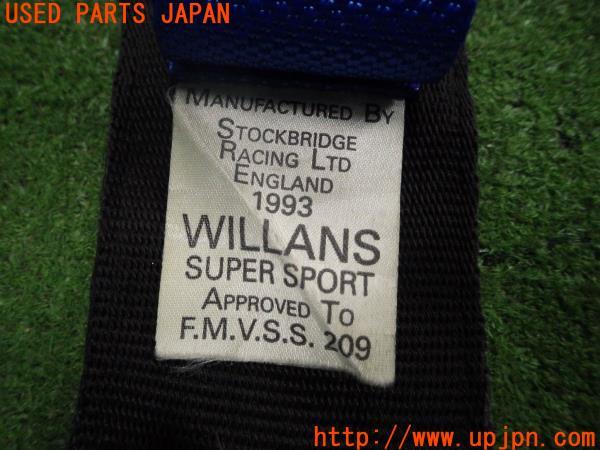 USED PARTS JAPAN
MANUFACTURED BY
STOCKBRIDGE
RACING LTD
ENGLAND
1993
WILLANS
SUPER SPORT
APPROVED TO
F.M.V.S.S. 209
http://www.upjpn.com/